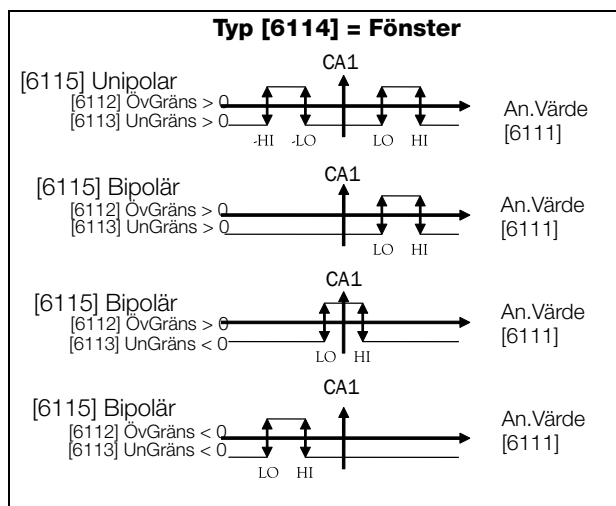 Typ [6114] = Fönster
CA1
[6115] Unipolar
[6112] ÖvGräns > 0
[6113] UnGräns > 0
-HI -LO LO HI
An.Värde
[6111]
CA1
[6115] Bipolär
[6112] ÖvGräns > 0
[6113] UnGräns > 0
LO HI
An.Värde
[6111]
CA1
[6115] Bipolär
[6112] ÖvGräns > 0
[6113] UnGräns < 0
LO HI
An.Värde
[6111]
CA1
[6115] Bipolär
[6112] ÖvGräns < 0
[6113] UnGräns < 0
LO HI
An.Värde
[6111]